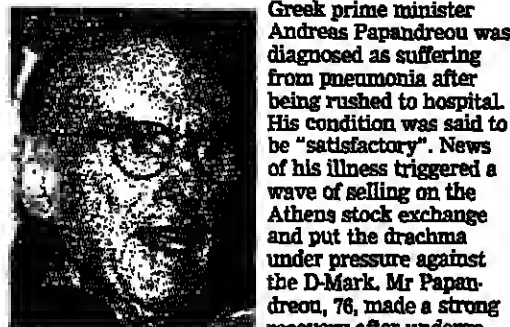 Greek prime minister
Andreas Papandreou was
diagnosed as suffering
from pneumonia after
being rushed to hospital.
His condition was said to
be "satisfactory". News
of his illness triggered a
wave of selling on the
Athens stock exchange
and put the drachma
under pressure against
the D-Mark. Mr Papan-
dreou, 76, made a strong